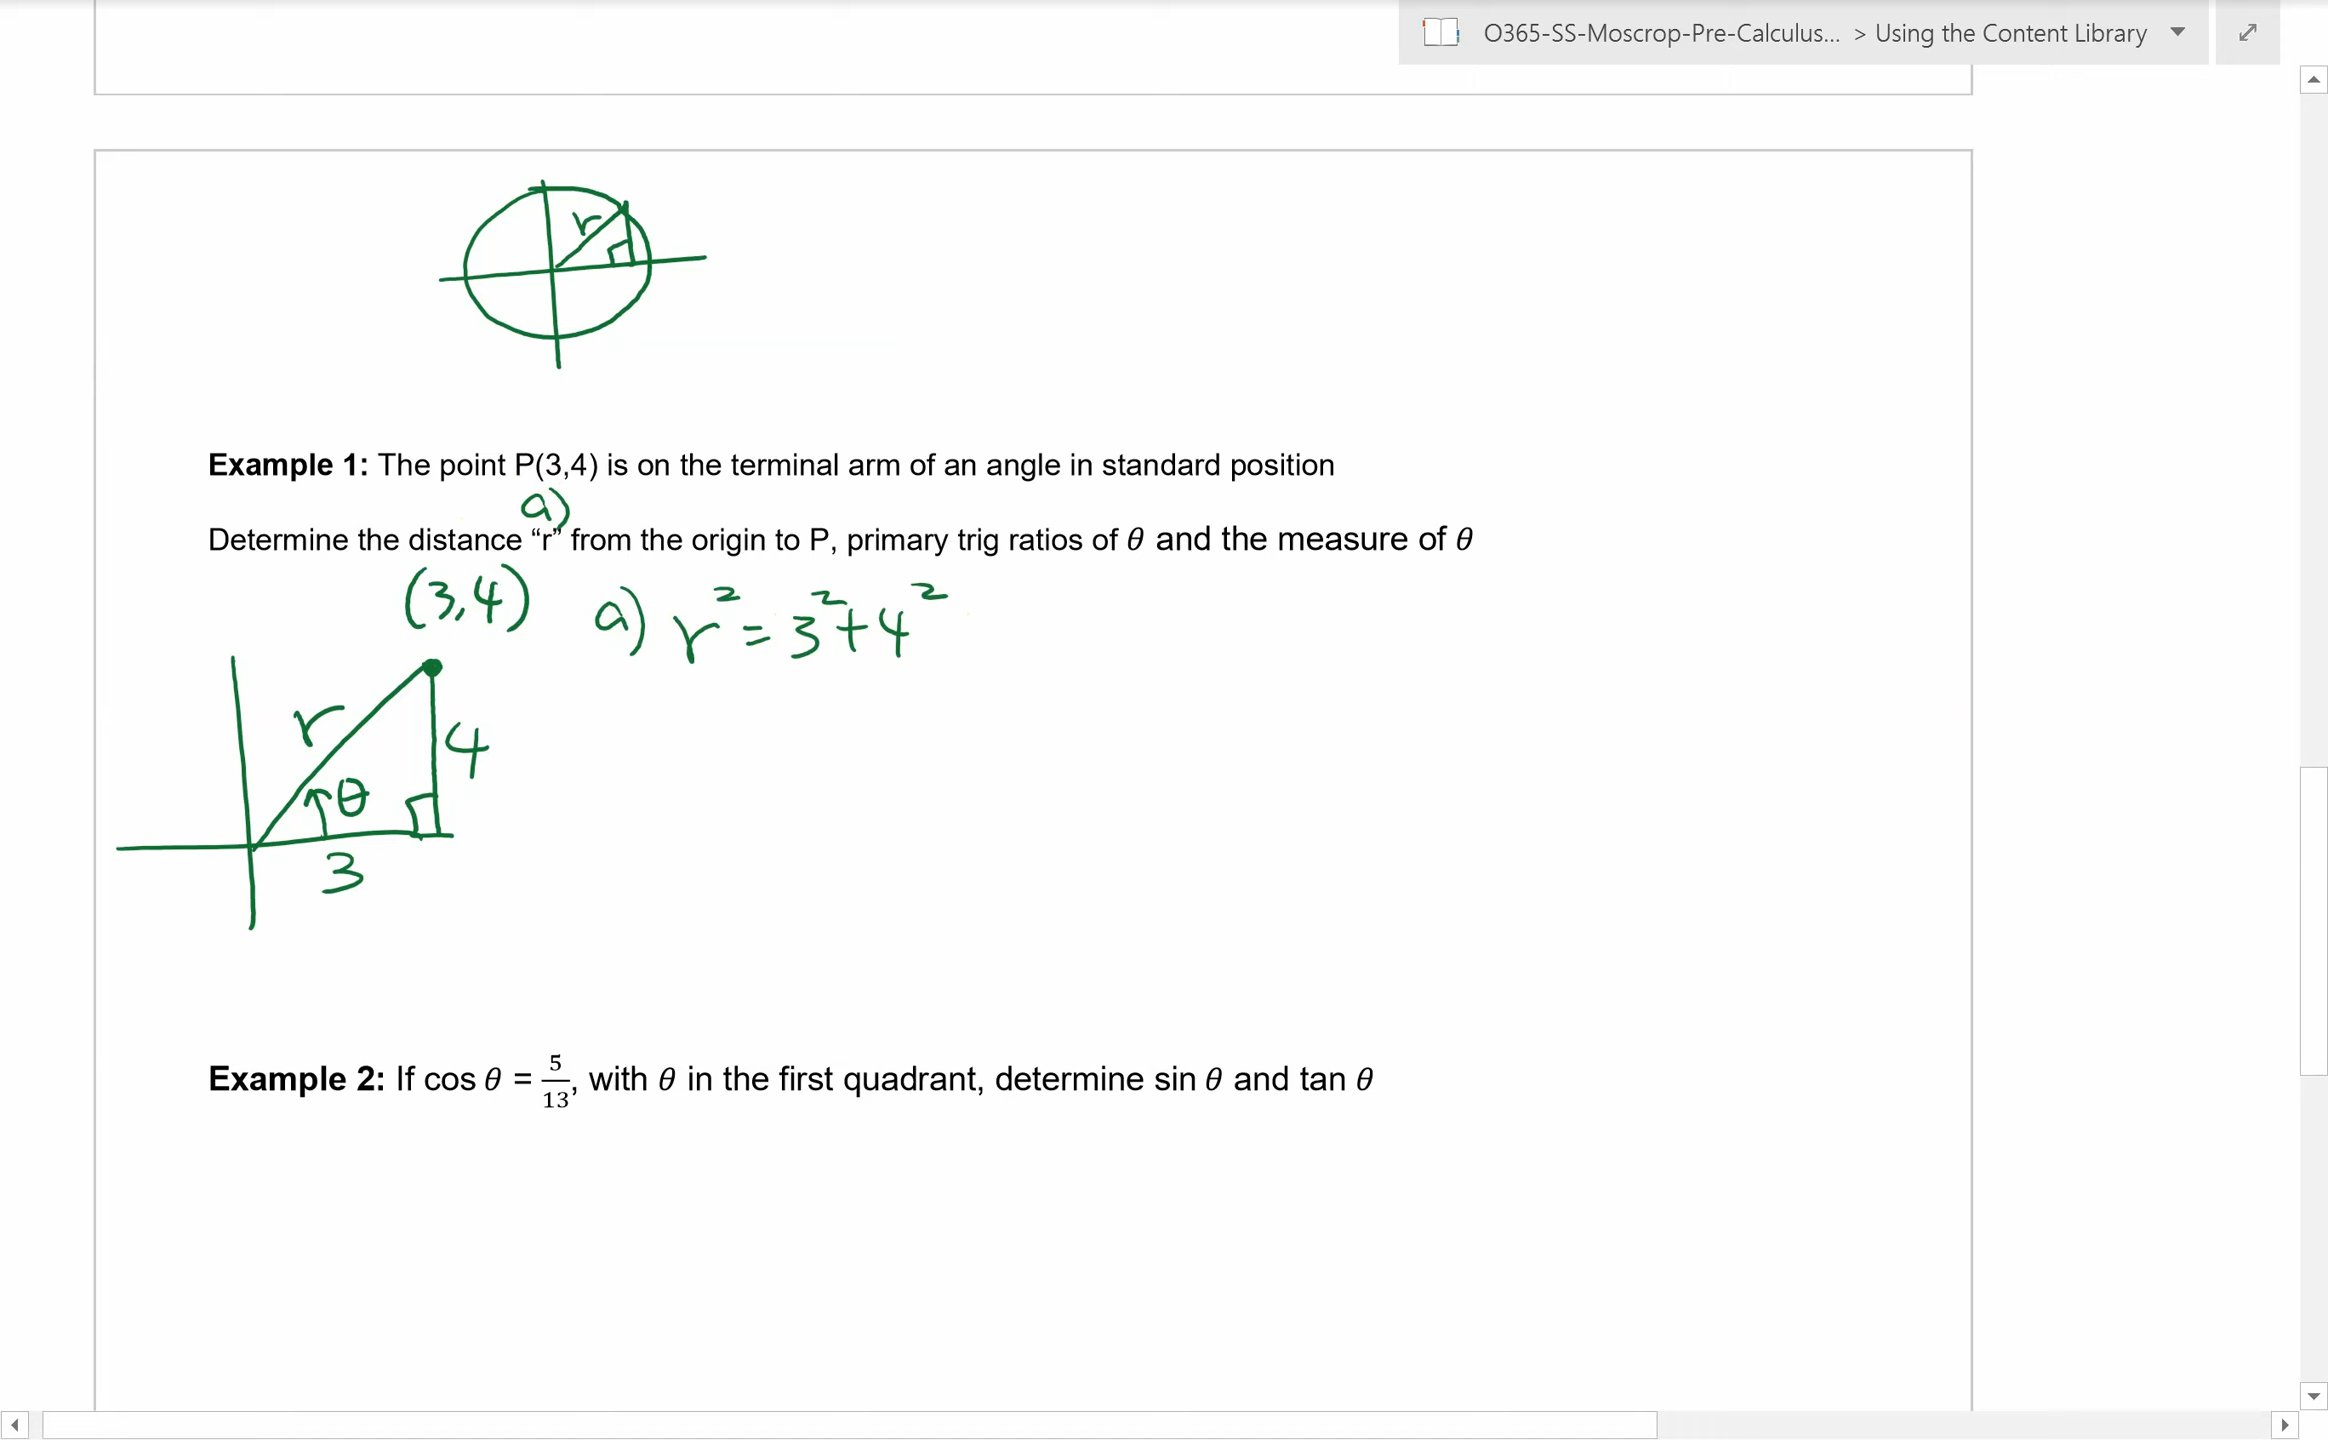 O365-SS-Moscrop-Pre-Calculus... > Using the Content Library
r
Example 1: The point P(3,4) is on the terminal arm of an angle in standard position
a)
Determine the distance “r” from the origin to P, primary trig ratios of θ and the measure of θ
(3,4)
a) r² = 3² + 4²
r
4
θ
3
Example 2: If cos θ = 5/13, with θ in the first quadrant, determine sin θ and tan θ